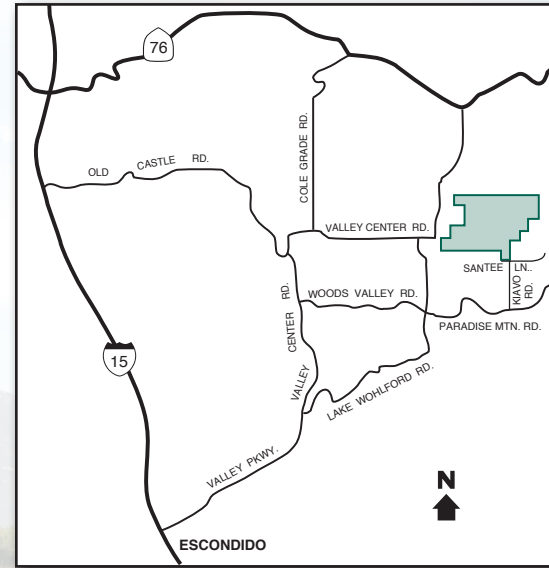 76
OLD CASTLE RD.
COLE GRADE RD.
VALLEY CENTER RD.
SANTEE LN..
KIAVO RD.
WOODS VALLEY RD.
PARADISE MTN. RD.
VALLEY CENTER RD.
15
LAKE WOHLFORD RD.
VALLEY PKWY.
N
ESCONDIDO